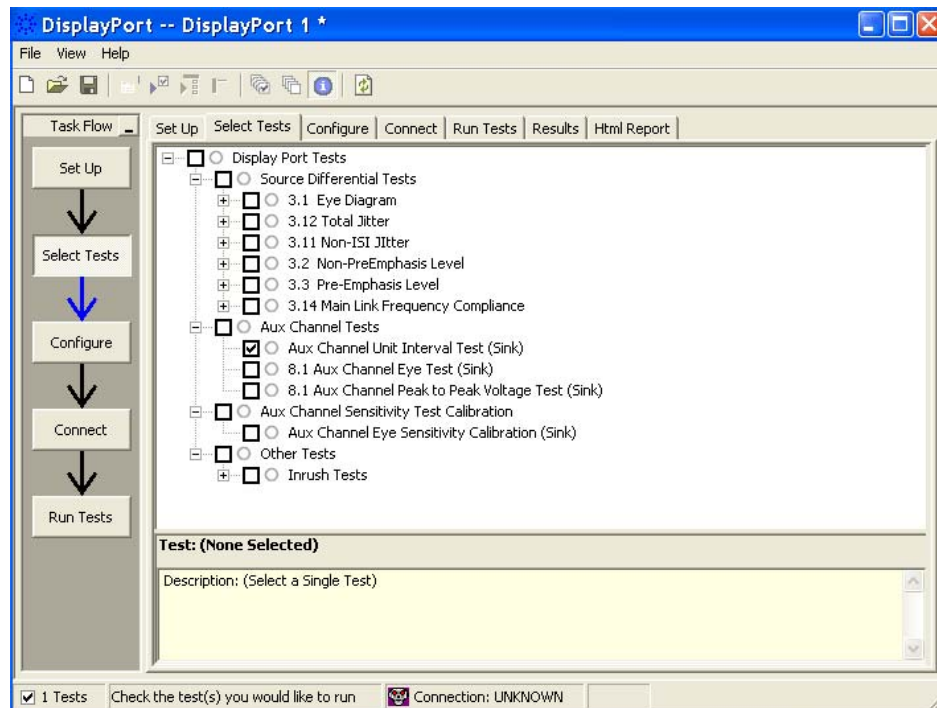 DisplayPort -- DisplayPort 1 *
File View Help
Task Flow
Set Up
Select Tests
Configure
Connect
Run Tests
Set Up Select Tests Configure Connect Run Tests Results Html Report
Display Port Tests
Source Differential Tests
3.1 Eye Diagram
3.12 Total Jitter
3.11 Non-ISI JItter
3.2 Non-PreEmphasis Level
3.3 Pre-Emphasis Level
3.14 Main Link Frequency Compliance
Aux Channel Tests
Aux Channel Unit Interval Test (Sink)
8.1 Aux Channel Eye Test (Sink)
8.1 Aux Channel Peak to Peak Voltage Test (Sink)
Aux Channel Sensitivity Test Calibration
Aux Channel Eye Sensitivity Calibration (Sink)
Other Tests
Inrush Tests
Test: (None Selected)
Description: (Select a Single Test)
1 Tests Check the test(s) you would like to run Connection: UNKNOWN